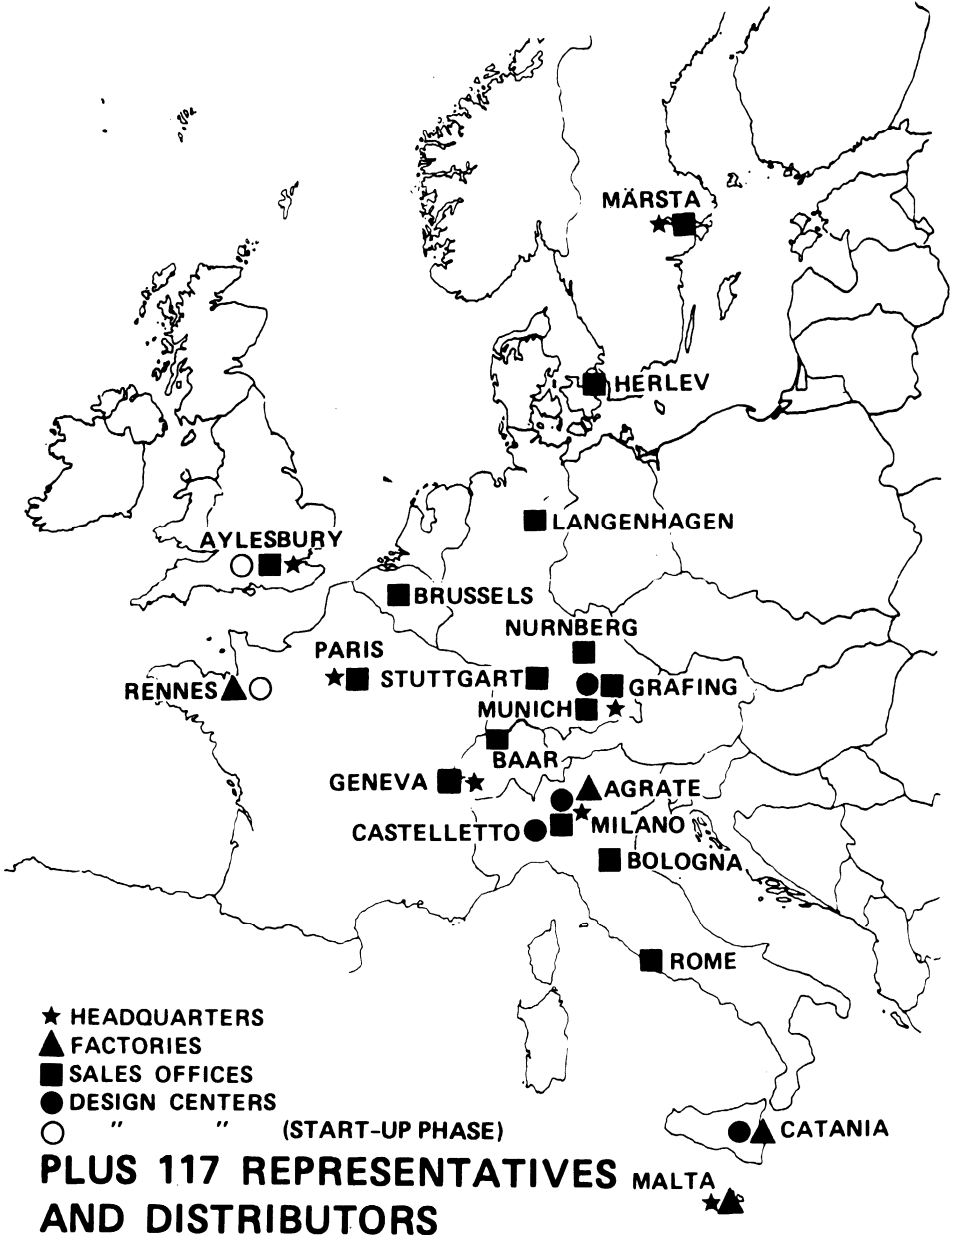 MÄRSTA
HERLEV
LANGENHAGEN
AYLESBURY
BRUSSELS
NURNBERG
PARIS
STUTTGART
RENNES
GRAFING
MUNICH
BAAR
GENEVA
AGRATE
CASTELLETTO
MILANO
BOLOGNA
ROME
HEADQUARTERS
FACTORIES
SALES OFFICES
DESIGN CENTERS
" " (START-UP PHASE)
CATANIA
PLUS 117 REPRESENTATIVES
AND DISTRIBUTORS
MALTA